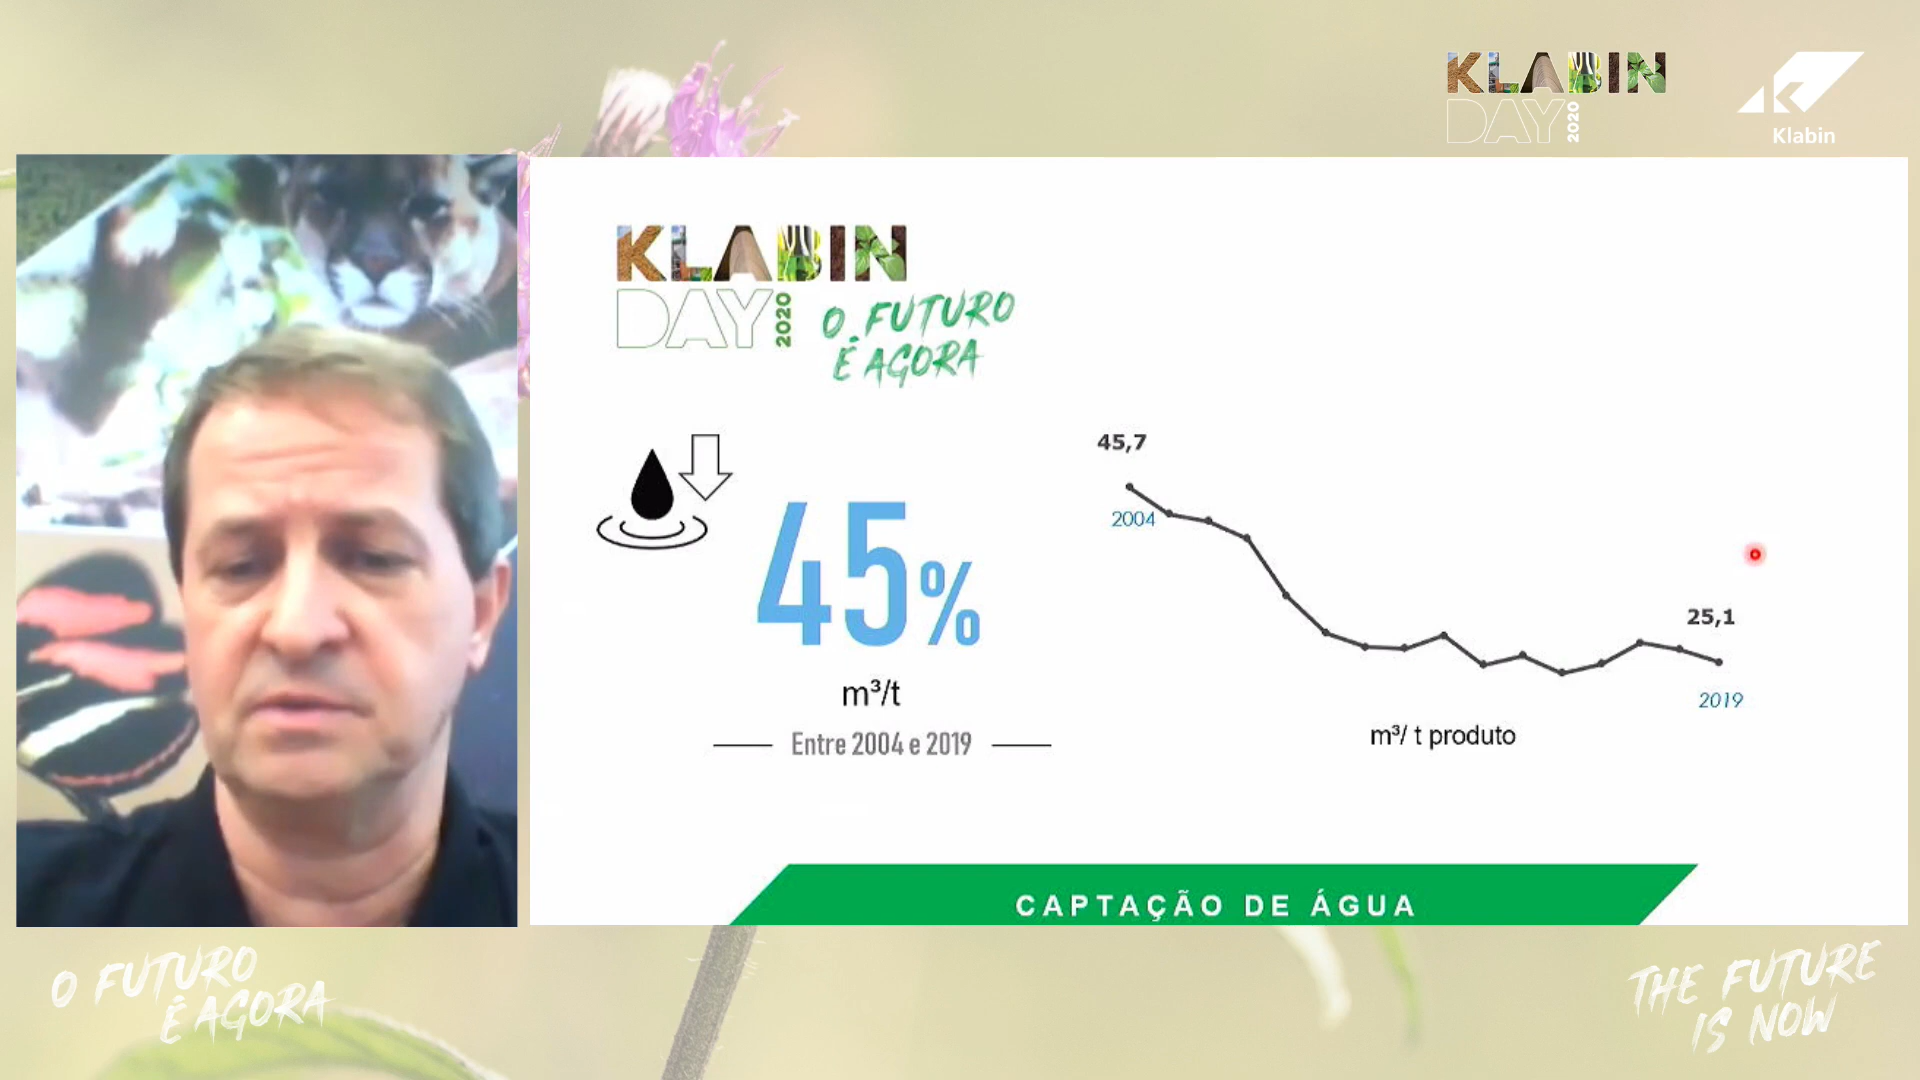 KLABIN
DAY 2020
Klabin
KLABIN
DAY 2020
O FUTURO
É AGORA
45%
m³/t
Entre 2004 e 2019
45,7
2004
25,1
2019
m³/ t produto
CAPTAÇÃO DE ÁGUA
O FUTURO
É AGORA
THE FUTURE
IS NOW